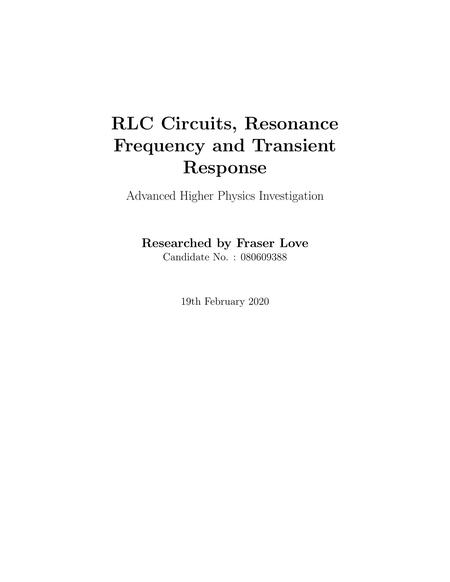 RLC Circuits, Resonance
Frequency and Transient
Response
Advanced Higher Physics Investigation
Researched by Fraser Love
Candidate No. : 080609388
19th February 2020